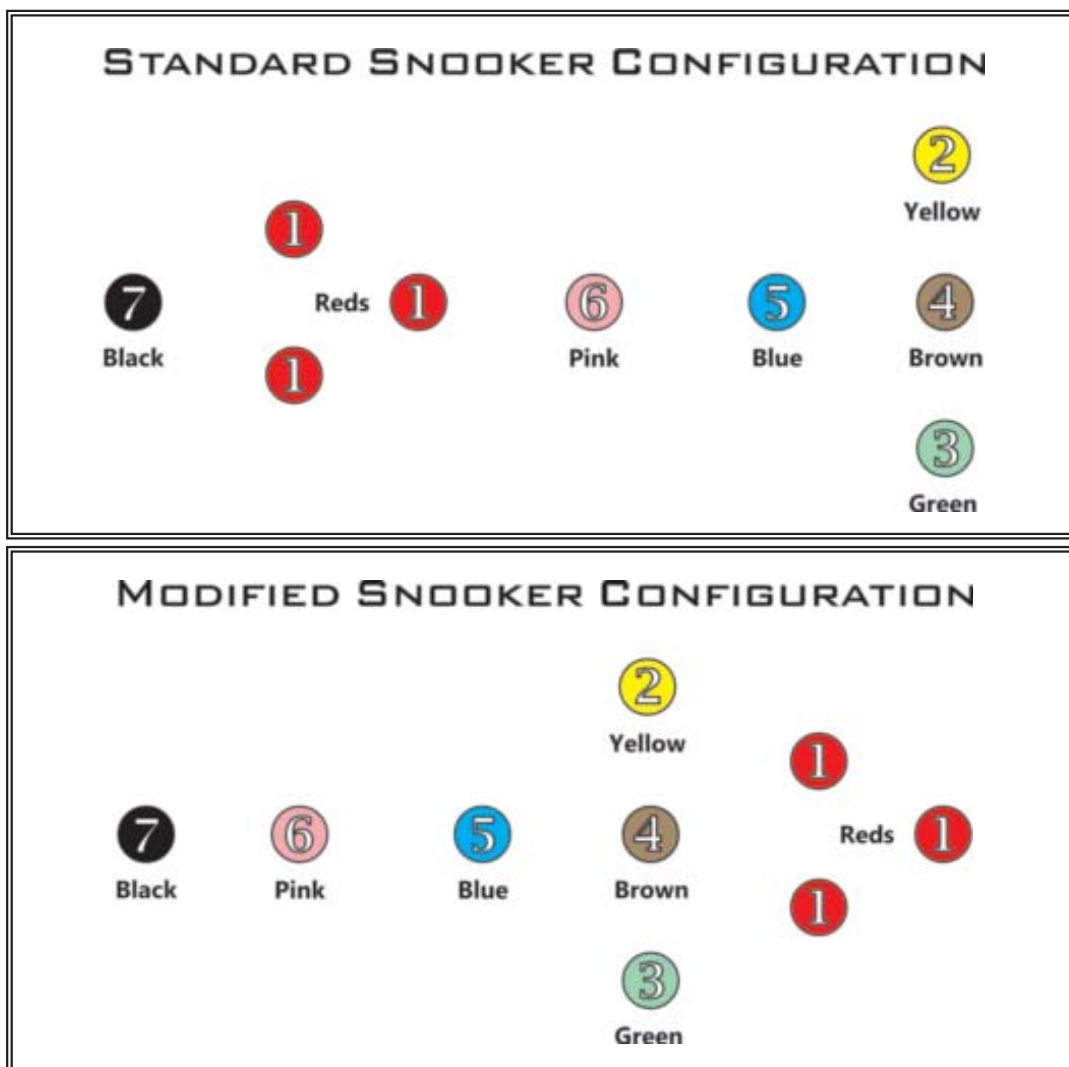 STANDARD SNOOKER CONFIGURATION
2
Yellow
1
7 Reds 1 6 5 4
Black Pink Blue Brown
1
3
Green
MODIFIED SNOOKER CONFIGURATION
2
Yellow
1
7 6 5 4 Reds 1
Black Pink Blue Brown
1
3
Green